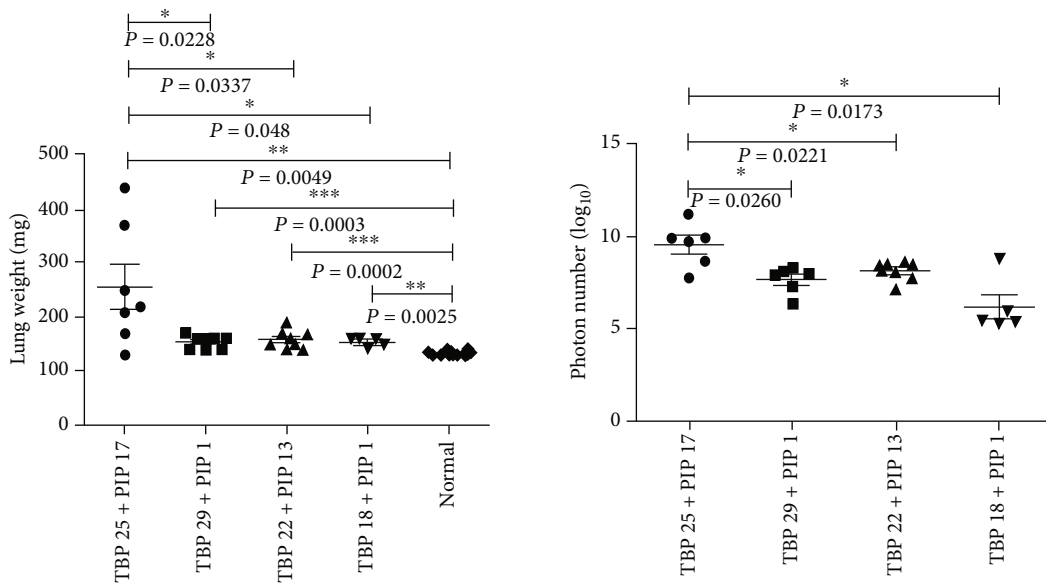 *
P = 0.0228
*
P = 0.0337
*
P = 0.048
**
P = 0.0049
***
P = 0.0003
***
P = 0.0002
**
P = 0.0025
500
400
300
200
100
0
Lung weight (mg)
TBP 25 + PIP 17
TBP 29 + PIP 1
TBP 22 + PIP 13
TBP 18 + PIP 1
Normal
*
P = 0.0173
*
P = 0.0221
*
P = 0.0260
15
10
5
0
Photon number (log10)
TBP 25 + PIP 17
TBP 29 + PIP 1
TBP 22 + PIP 13
TBP 18 + PIP 1